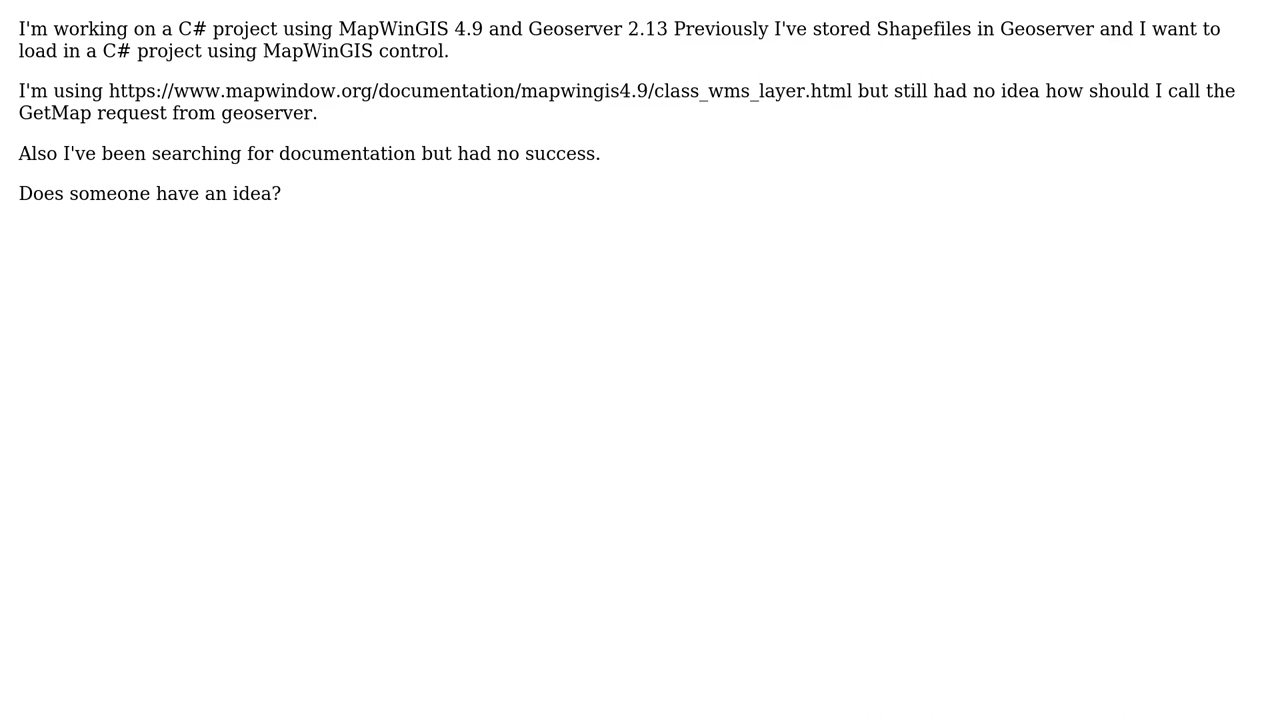 I'm working on a C# project using MapWinGIS 4.9 and Geoserver 2.13 Previously I've stored Shapefiles in Geoserver and I want to
load in a C# project using MapWinGIS control.
I'm using https://www.mapwindow.org/documentation/mapwingis4.9/class_wms_layer.html but still had no idea how should I call the
GetMap request from geoserver.
Also I've been searching for documentation but had no success.
Does someone have an idea?